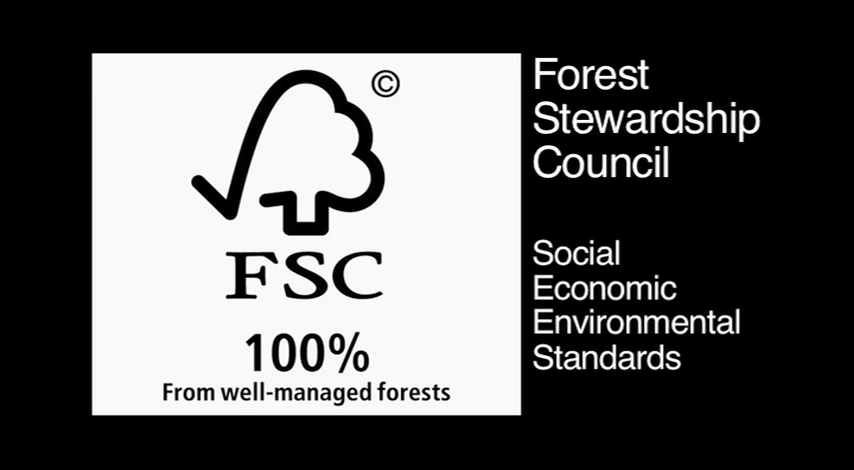 ©
FSC
100%
From well-managed forests
Forest
Stewardship
Council
Social
Economic
Environmental
Standards